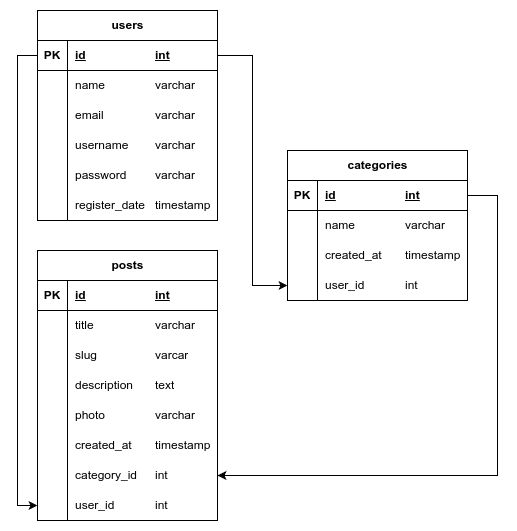 users
PK id int
name varchar
email varchar
username varchar
password varchar
register_date timestamp
categories
PK id int
name varchar
created_at timestamp
user_id int
posts
PK id int
title varchar
slug varcar
description text
photo varchar
created_at timestamp
category_id int
user_id int